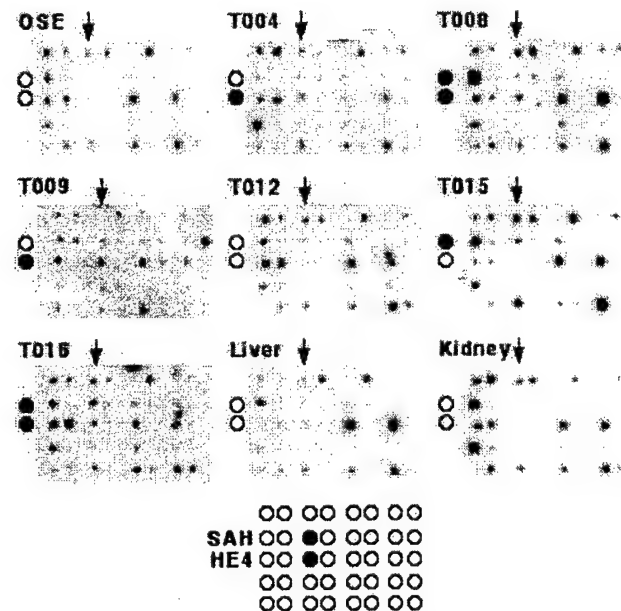 OSE T004 T008
T009 T012 T015
T016 Liver Kidney
SAH
HE4